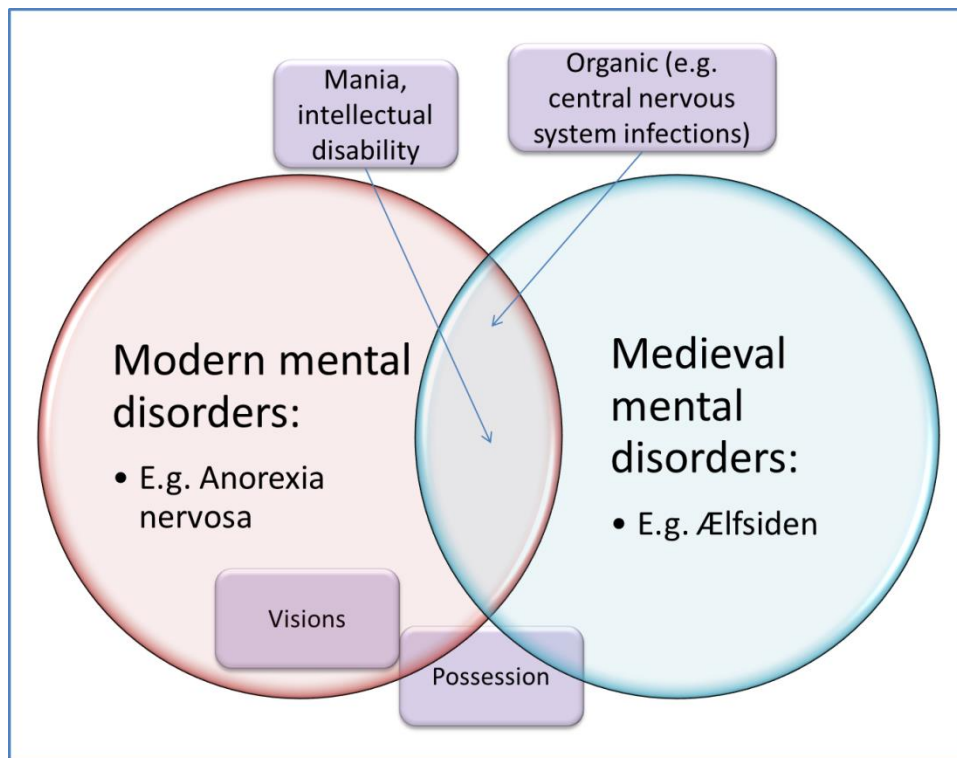 Mania,
intellectual
disability
Organic (e.g.
central nervous
system infections)
Modern mental
disorders:
• E.g. Anorexia
nervosa
Medieval
mental
disorders:
• E.g. Ælfsiden
Visions
Possession